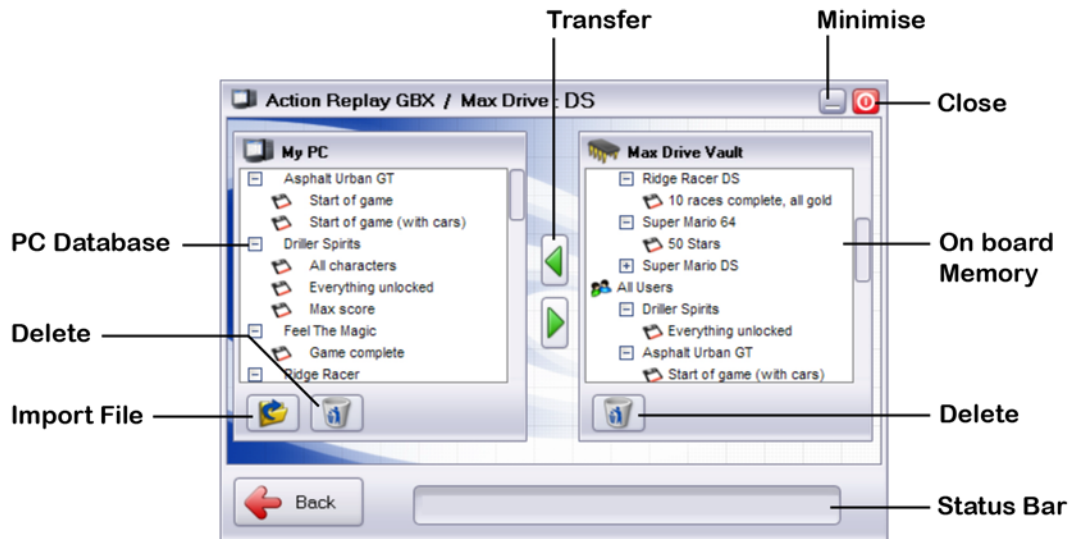 Transfer
Minimise
Action Replay GBX / Max Drive : DS
Close
My PC
Asphalt Urban GT
Start of game
Start of game (with cars)
Driller Spirits
All characters
Everything unlocked
Max score
Feel The Magic
Game complete
Ridge Racer
Max Drive Vault
Ridge Racer DS
10 races complete, all gold
Super Mario 64
50 Stars
Super Mario DS
All Users
Driller Spirits
Everything unlocked
Asphalt Urban GT
Start of game (with cars)
PC Database
Delete
Import File
On board
Memory
Delete
Back
Status Bar